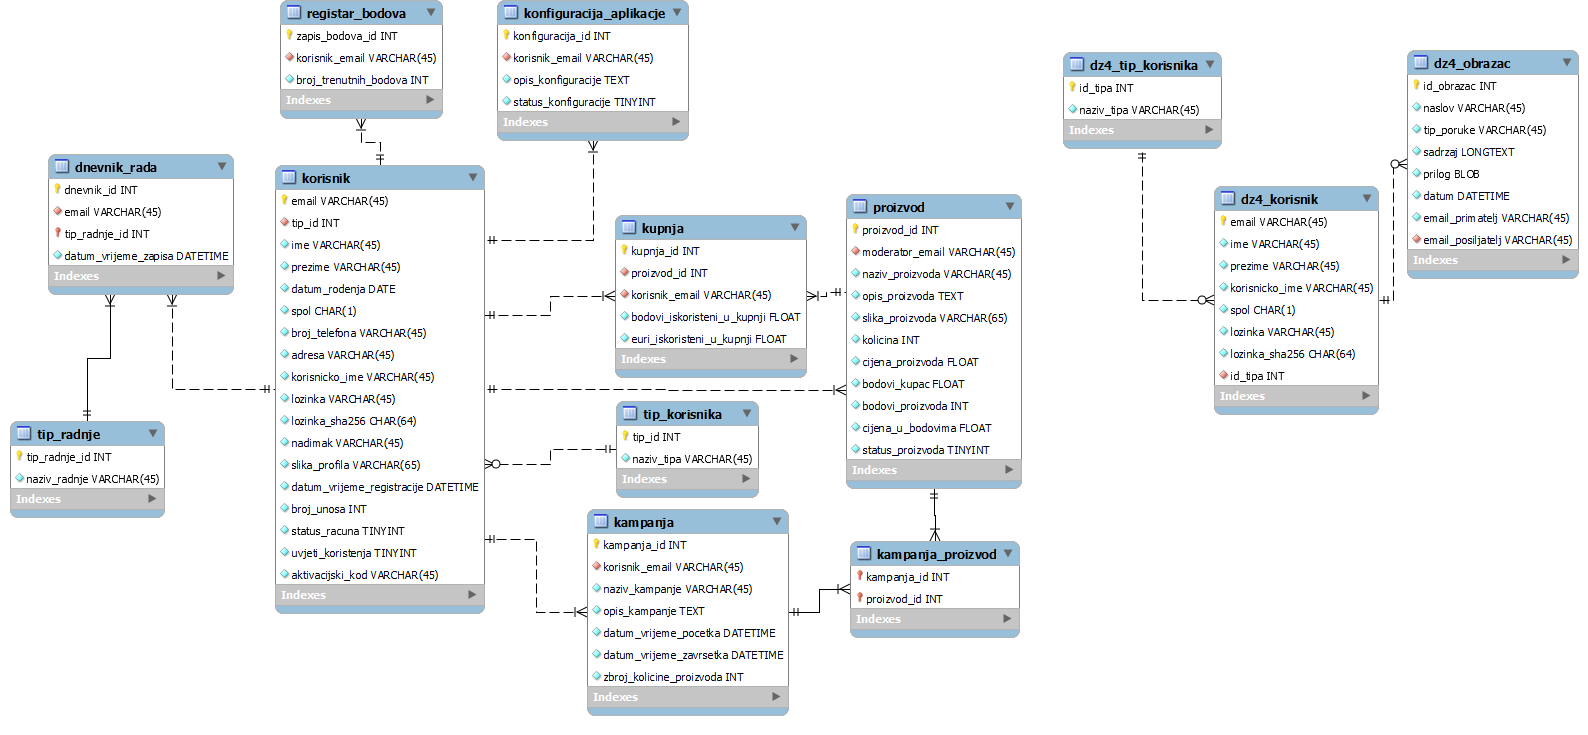 registar_bodova
zapis_bodova_id INT
korisnik_email VARCHAR(45)
broj_trenutnih_bodova INT
Indexes
konfiguracija_aplikacje
konfiguracija_id INT
korisnik_email VARCHAR(45)
opis_konfiguracije TEXT
status_konfiguracije TINYINT
Indexes
dz4_tip_korisnika
id_tipa INT
naziv_tipa VARCHAR(45)
Indexes
dz4_obrazac
id_obrazac INT
naslov VARCHAR(45)
tip_poruke VARCHAR(45)
sadrzaj LONGTEXT
prilog BLOB
datum DATETIME
email_primatelj VARCHAR(45)
email_posiljatelj VARCHAR(45)
Indexes
dnevnik_rada
dnevnik_id INT
email VARCHAR(45)
tip_radnje_id INT
datum_vrijeme_zapisa DATETIME
Indexes
korisnik
email VARCHAR(45)
tip_id INT
ime VARCHAR(45)
prezime VARCHAR(45)
datum_rodenja DATE
spol CHAR(1)
broj_telefona VARCHAR(45)
adresa VARCHAR(45)
korisnicko_ime VARCHAR(45)
lozinka VARCHAR(45)
lozinka_sha256 CHAR(64)
nadimak VARCHAR(45)
slika_profila VARCHAR(65)
datum_vrijeme_registracije DATETIME
broj_unosa INT
status_racuna TINYINT
uvjeti_koristenja TINYINT
aktivacijski_kod VARCHAR(45)
Indexes
kupnja
kupnja_id INT
proizvod_id INT
korisnik_email VARCHAR(45)
bodovi_iskoristeni_u_kupnji FLOAT
euri_iskoristeni_u_kupnji FLOAT
Indexes
proizvod
proizvod_id INT
moderator_email VARCHAR(45)
naziv_proizvoda VARCHAR(45)
opis_proizvoda TEXT
slika_proizvoda VARCHAR(65)
kolicina INT
cijena_proizvoda FLOAT
bodovi_kupac FLOAT
bodovi_proizvoda INT
cijena_u_bodovima FLOAT
status_proizvoda TINYINT
Indexes
dz4_korisnik
email VARCHAR(45)
ime VARCHAR(45)
prezime VARCHAR(45)
korisnicko_ime VARCHAR(45)
spol CHAR(1)
lozinka VARCHAR(45)
lozinka_sha256 CHAR(64)
id_tipa INT
Indexes
tip_radnje
tip_radnje_id INT
naziv_radnje VARCHAR(45)
Indexes
tip_korisnika
tip_id INT
naziv_tipa VARCHAR(45)
Indexes
kampanja
kampanja_id INT
korisnik_email VARCHAR(45)
naziv_kampanje VARCHAR(45)
opis_kampanje TEXT
datum_vrijeme_pocetka DATETIME
datum_vrijeme_zavrsetka DATETIME
zbroj_kolicine_proizvoda INT
Indexes
kampanja_proizvod
kampanja_id INT
proizvod_id INT
Indexes